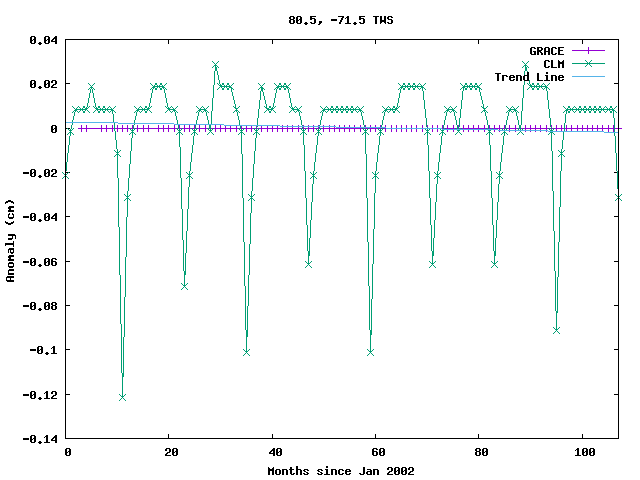 80.5, -71.5 TWS
GRACE
CLM
Trend Line
0.04
0.02
0
-0.02
-0.04
-0.06
-0.08
-0.1
-0.12
-0.14
Anomaly (cm)
0 20 40 60 80 100
Months since Jan 2002